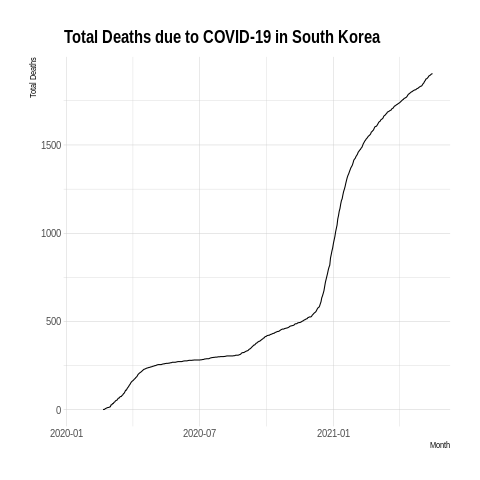 Total Deaths due to COVID-19 in South Korea
Total Deaths
1500
1000
500
0
2020-01 2020-07 2021-01
Month